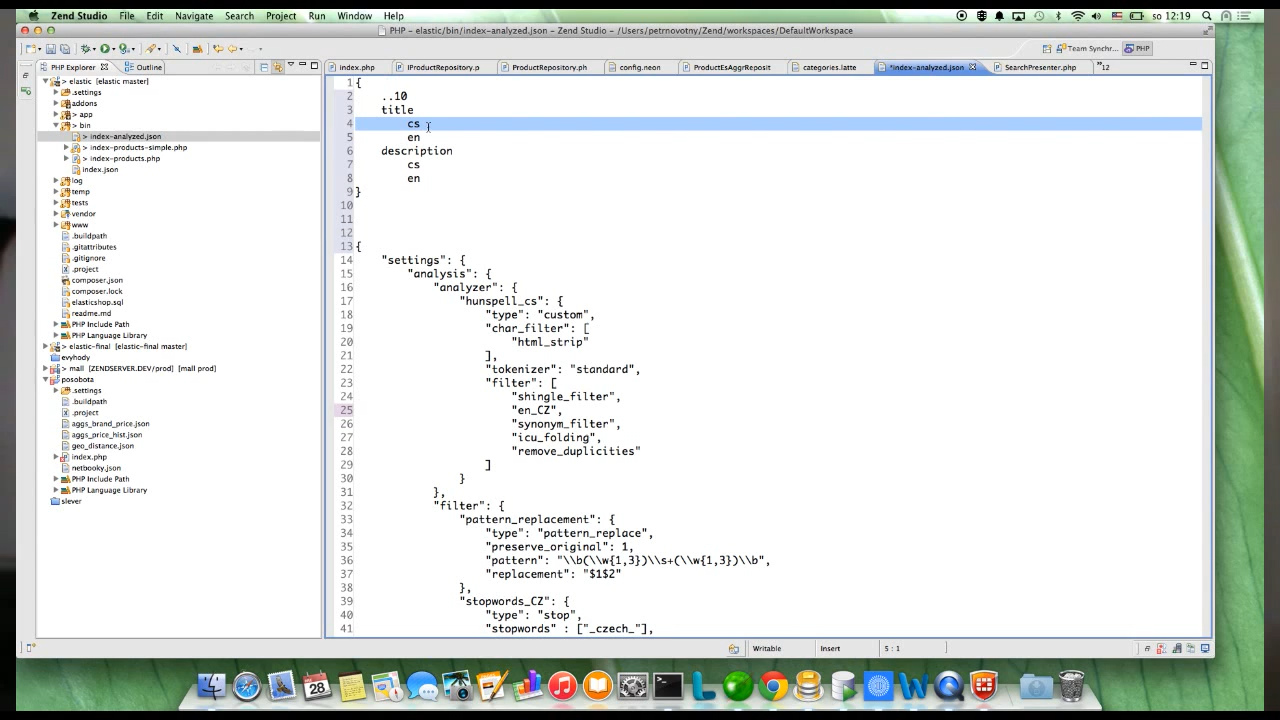 Zend Studio File Edit Navigate Search Project Run Window Help so 12:19
PHP - elastic/bin/index-analyzed.json - Zend Studio - /Users/petrnovotny/Zend/workspaces/DefaultWorkspace
Team Synchr... PHP
PHP Explorer Outline
index.php IProductRepository.p ProductRepository.ph config.neon ProductEsAggrReposit categories.latte *index-analyzed.json SearchPresenter.php »12
> elastic [elastic master]
.settings
addons
> app
> bin
> index-analyzed.json
> index-products-simple.php
> index-products.php
index.json
log
temp
tests
vendor
www
.buildpath
.gitattributes
.gitignore
.project
composer.json
composer.lock
elasticshop.sql
readme.md
PHP Include Path
PHP Language Library
> elastic-final [elastic-final master]
evyhody
> mall [ZENDSERVER.DEV/prod] [mall prod]
posobota
.settings
.buildpath
.project
aggs_brand_price.json
aggs_price_hist.json
geo_distance.json
index.php
netbooky.json
PHP Include Path
PHP Language Library
slever
1 {
2 ..10
3 title
4 cs
5 en
6 description
7 cs
8 en
9 }
10
11
12
13 {
14 "settings": {
15 "analysis": {
16 "analyzer": {
17 "hunspell_cs": {
18 "type": "custom",
19 "char_filter": [
20 "html_strip"
21 ],
22 "tokenizer": "standard",
23 "filter": [
24 "shingle_filter",
25 "en_CZ",
26 "synonym_filter",
27 "icu_folding",
28 "remove_duplicities"
29 ]
30 }
31 },
32 "filter": {
33 "pattern_replacement": {
34 "type": "pattern_replace",
35 "preserve_original": 1,
36 "pattern": "\\b(\\w{1,3})\\s+(\\w{1,3})\\b",
37 "replacement": "$1$2"
38 },
39 "stopwords_CZ": {
40 "type": "stop",
41 "stopwords" : ["_czech_"],
Writable Insert 5 : 1
28